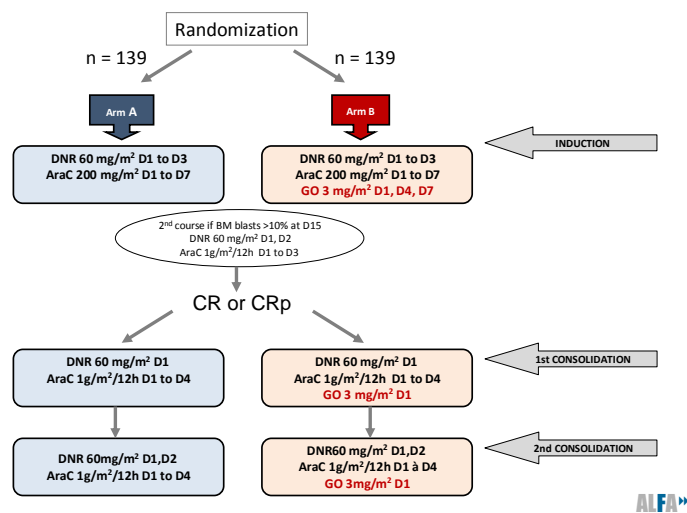 Randomization
n = 139
n = 139
Arm A
Arm B
DNR 60 mg/m² D1 to D3
AraC 200 mg/m² D1 to D7
DNR 60 mg/m² D1 to D3
AraC 200 mg/m² D1 to D7
GO 3 mg/m² D1, D4, D7
INDUCTION
2nd course if BM blasts >10% at D15
DNR 60 mg/m² D1, D2
AraC 1g/m²/12h D1 to D3
CR or CRp
DNR 60 mg/m² D1
AraC 1g/m²/12h D1 to D4
DNR 60 mg/m² D1
AraC 1g/m²/12h D1 to D4
GO 3 mg/m² D1
1st CONSOLIDATION
DNR 60mg/m² D1,D2
AraC 1g/m²/12h D1 to D4
DNR60 mg/m² D1,D2
AraC 1g/m²/12h D1 à D4
GO 3mg/m² D1
2nd CONSOLIDATION
ALFA